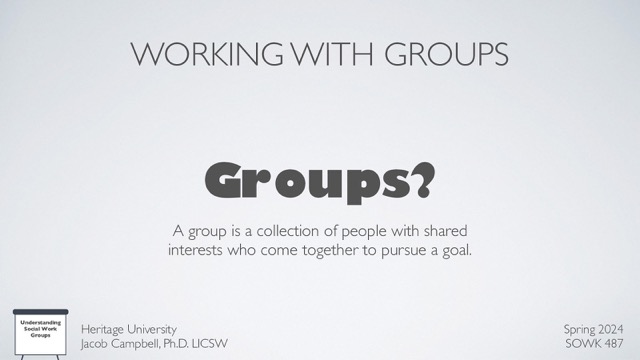 WORKING WITH GROUPS
Groups?
A group is a collection of people with shared
interests who come together to pursue a goal.
Understanding
Social Work
Groups
Heritage University
Jacob Campbell, Ph.D. LICSW
Spring 2024
SOWK 487